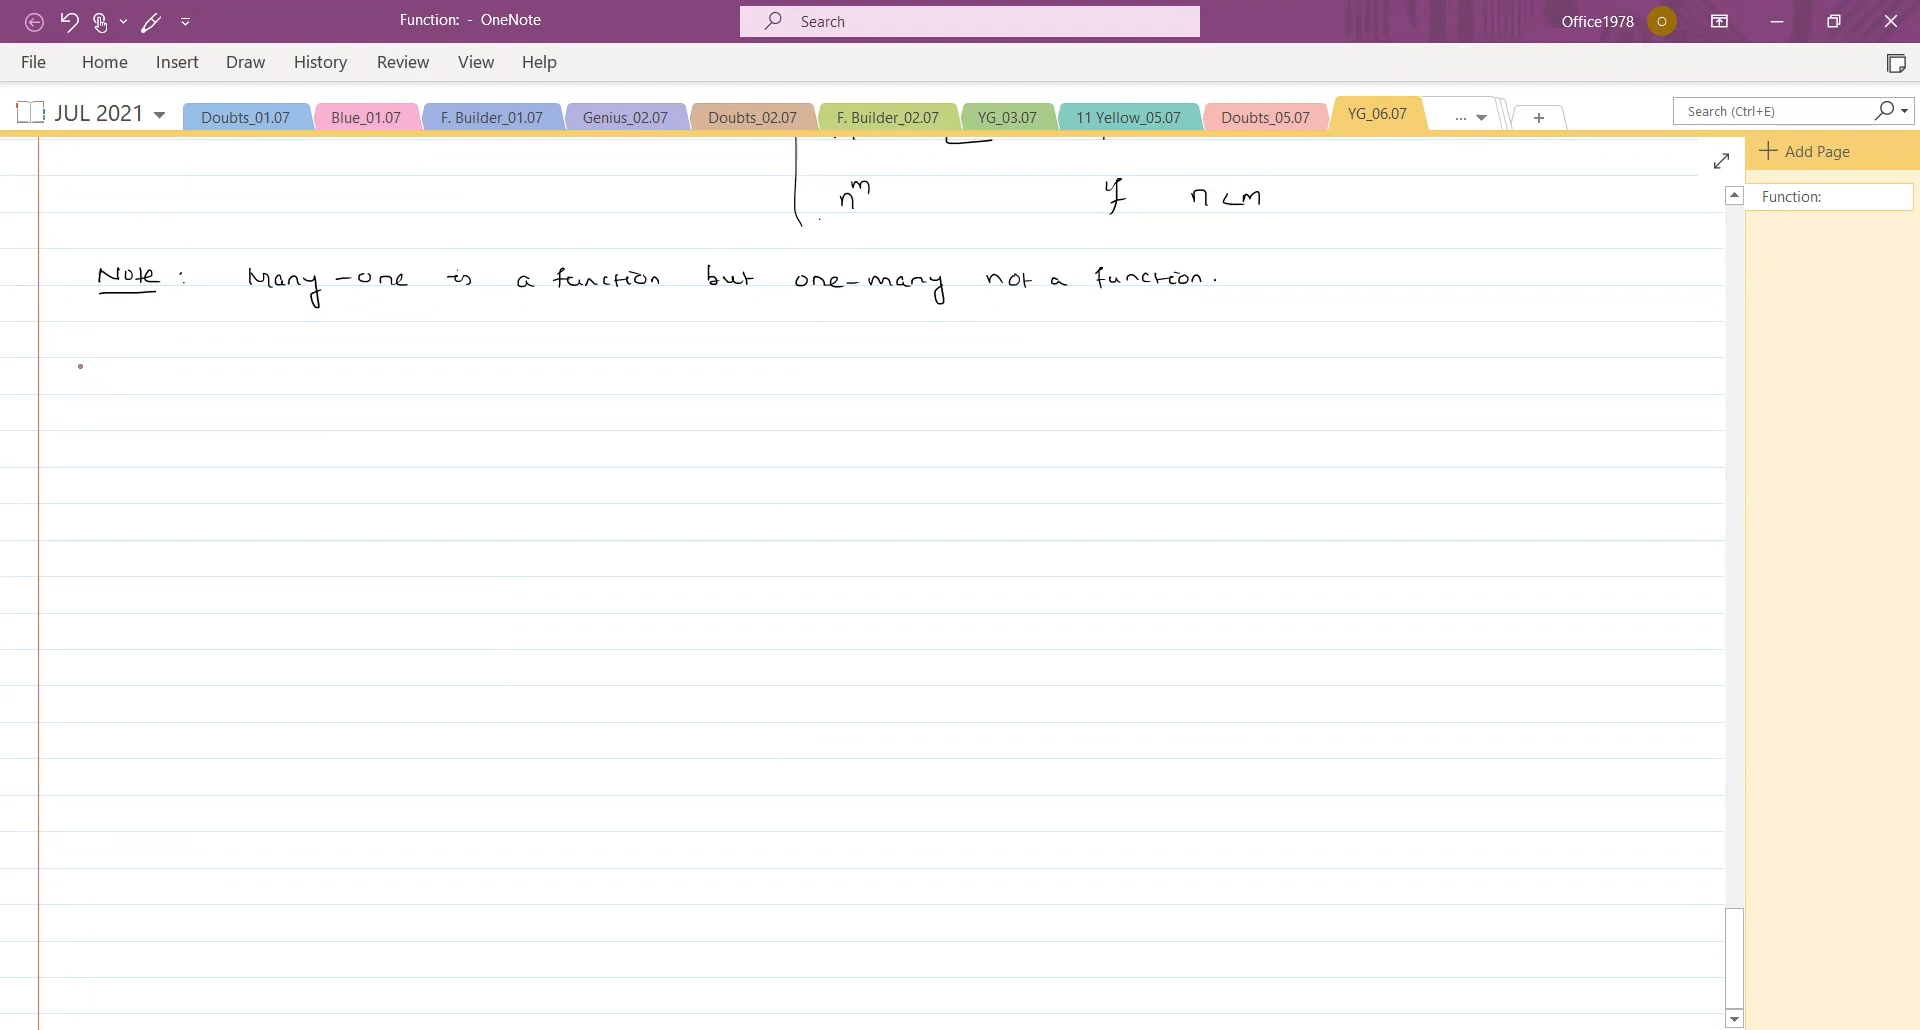 Function: - OneNote
Search
Office1978
O
File Home Insert Draw History Review View Help
JUL 2021
Doubts_01.07 Blue_01.07 F. Builder_01.07 Genius_02.07 Doubts_02.07 F. Builder_02.07 YG_03.07 11 Yellow_05.07 Doubts_05.07 YG_06.07 ... +
Search (Ctrl+E)
Add Page
Function:
n^m if n<m
Note : Many-one is a function but one-many not a function.